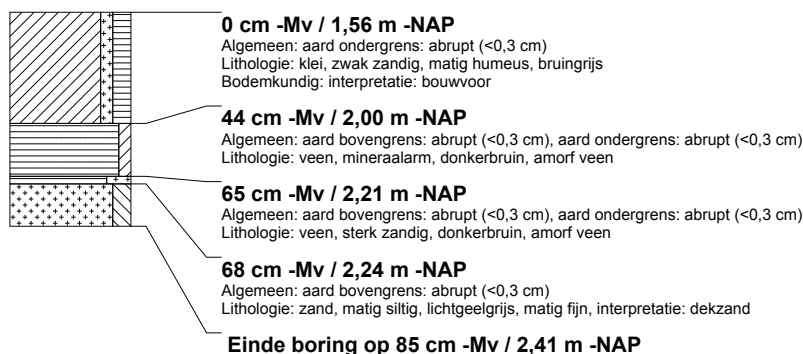 0 cm -Mv / 1,56 m -NAP
Algemeen: aard ondergrens: abrupt (<0,3 cm)
Lithologie: klei, zwak zandig, matig humeus, bruingrijs
Bodemkundig: interpretatie: bouwvoor
44 cm -Mv / 2,00 m -NAP
Algemeen: aard bovengrens: abrupt (<0,3 cm), aard ondergrens: abrupt (<0,3 cm)
Lithologie: veen, mineraalarm, donkerbruin, amorf veen
65 cm -Mv / 2,21 m -NAP
Algemeen: aard bovengrens: abrupt (<0,3 cm), aard ondergrens: abrupt (<0,3 cm)
Lithologie: veen, sterk zandig, donkerbruin, amorf veen
68 cm -Mv / 2,24 m -NAP
Algemeen: aard bovengrens: abrupt (<0,3 cm)
Lithologie: zand, matig siltig, lichtgeelgrijs, matig fijn, interpretatie: dekzand
Einde boring op 85 cm -Mv / 2,41 m -NAP